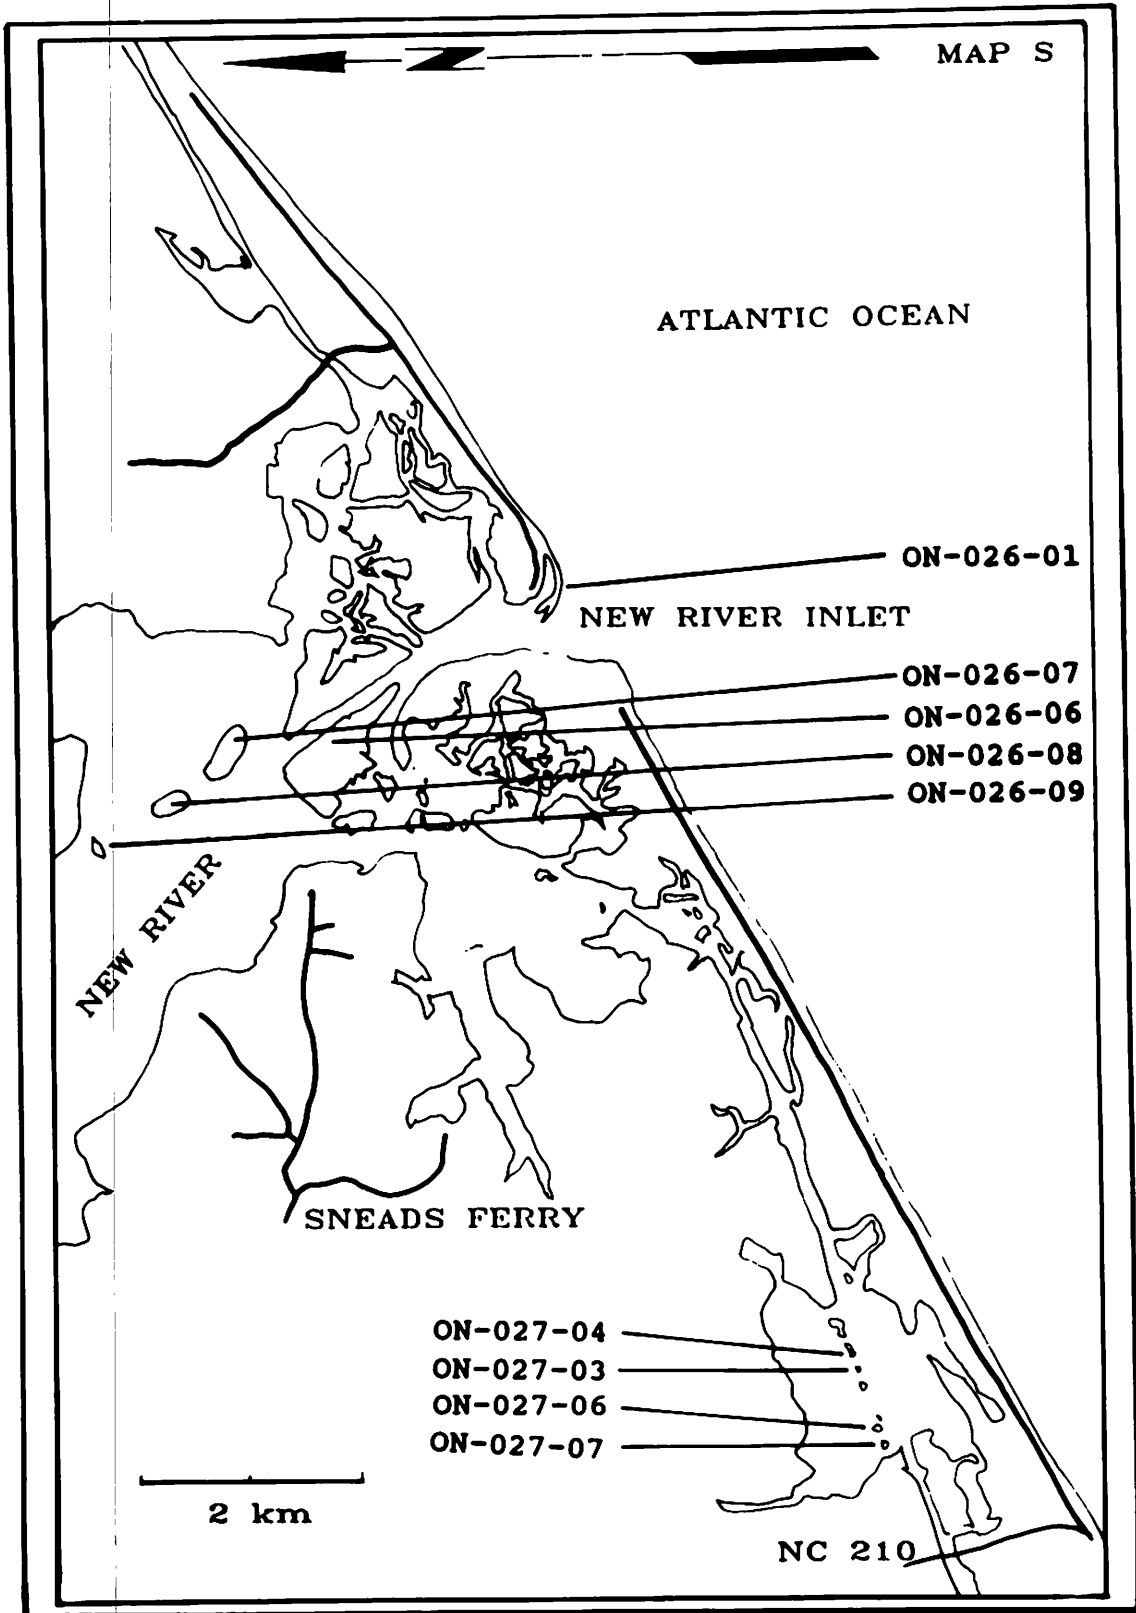 N
MAP S
ATLANTIC OCEAN
ON-026-01
NEW RIVER INLET
ON-026-07
ON-026-06
ON-026-08
ON-026-09
NEW RIVER
SNEADS FERRY
ON-027-04
ON-027-03
ON-027-06
ON-027-07
2 km
NC 210